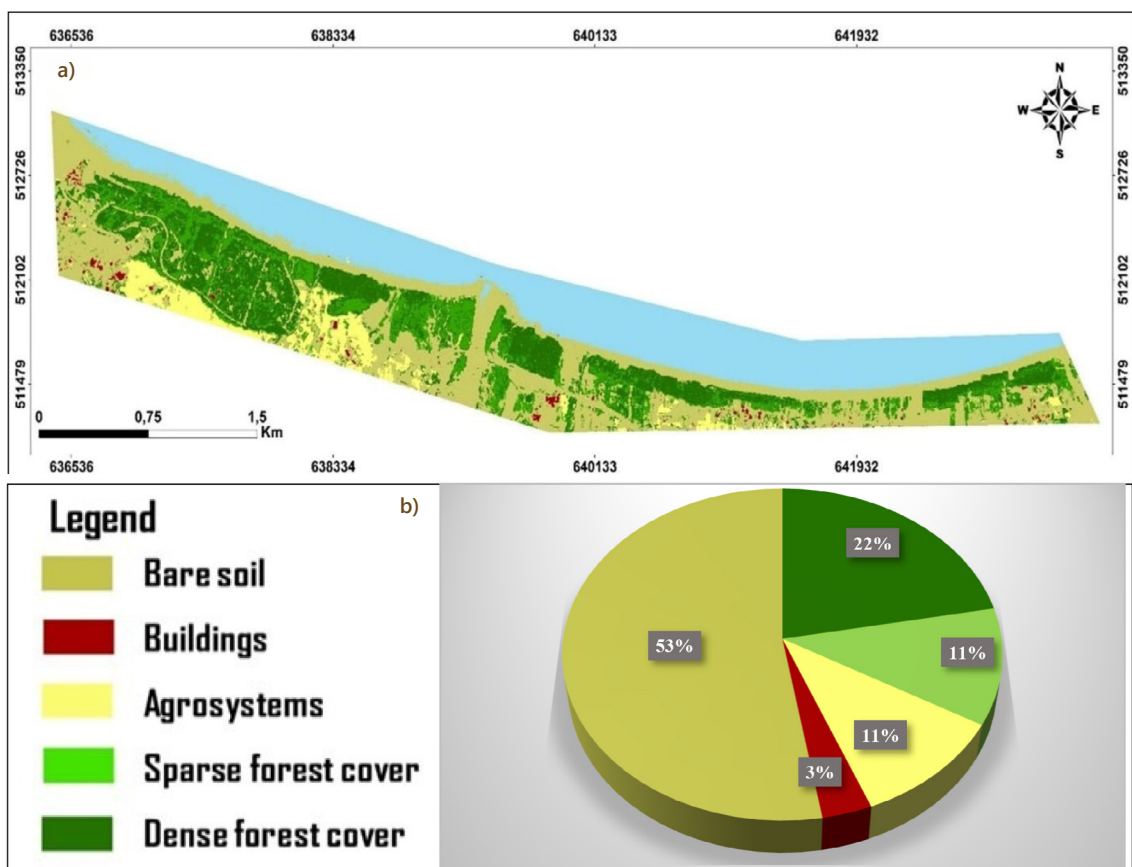 636536 638334 640133 641932
513350 513350
a)
N
W E
S
512726 512726
512102 512102
511479 511479
0 0,75 1,5
Km
636536 638334 640133 641932
Legend
Bare soil
Buildings
Agrosystems
Sparse forest cover
Dense forest cover
b)
22%
53%
11%
11%
3%